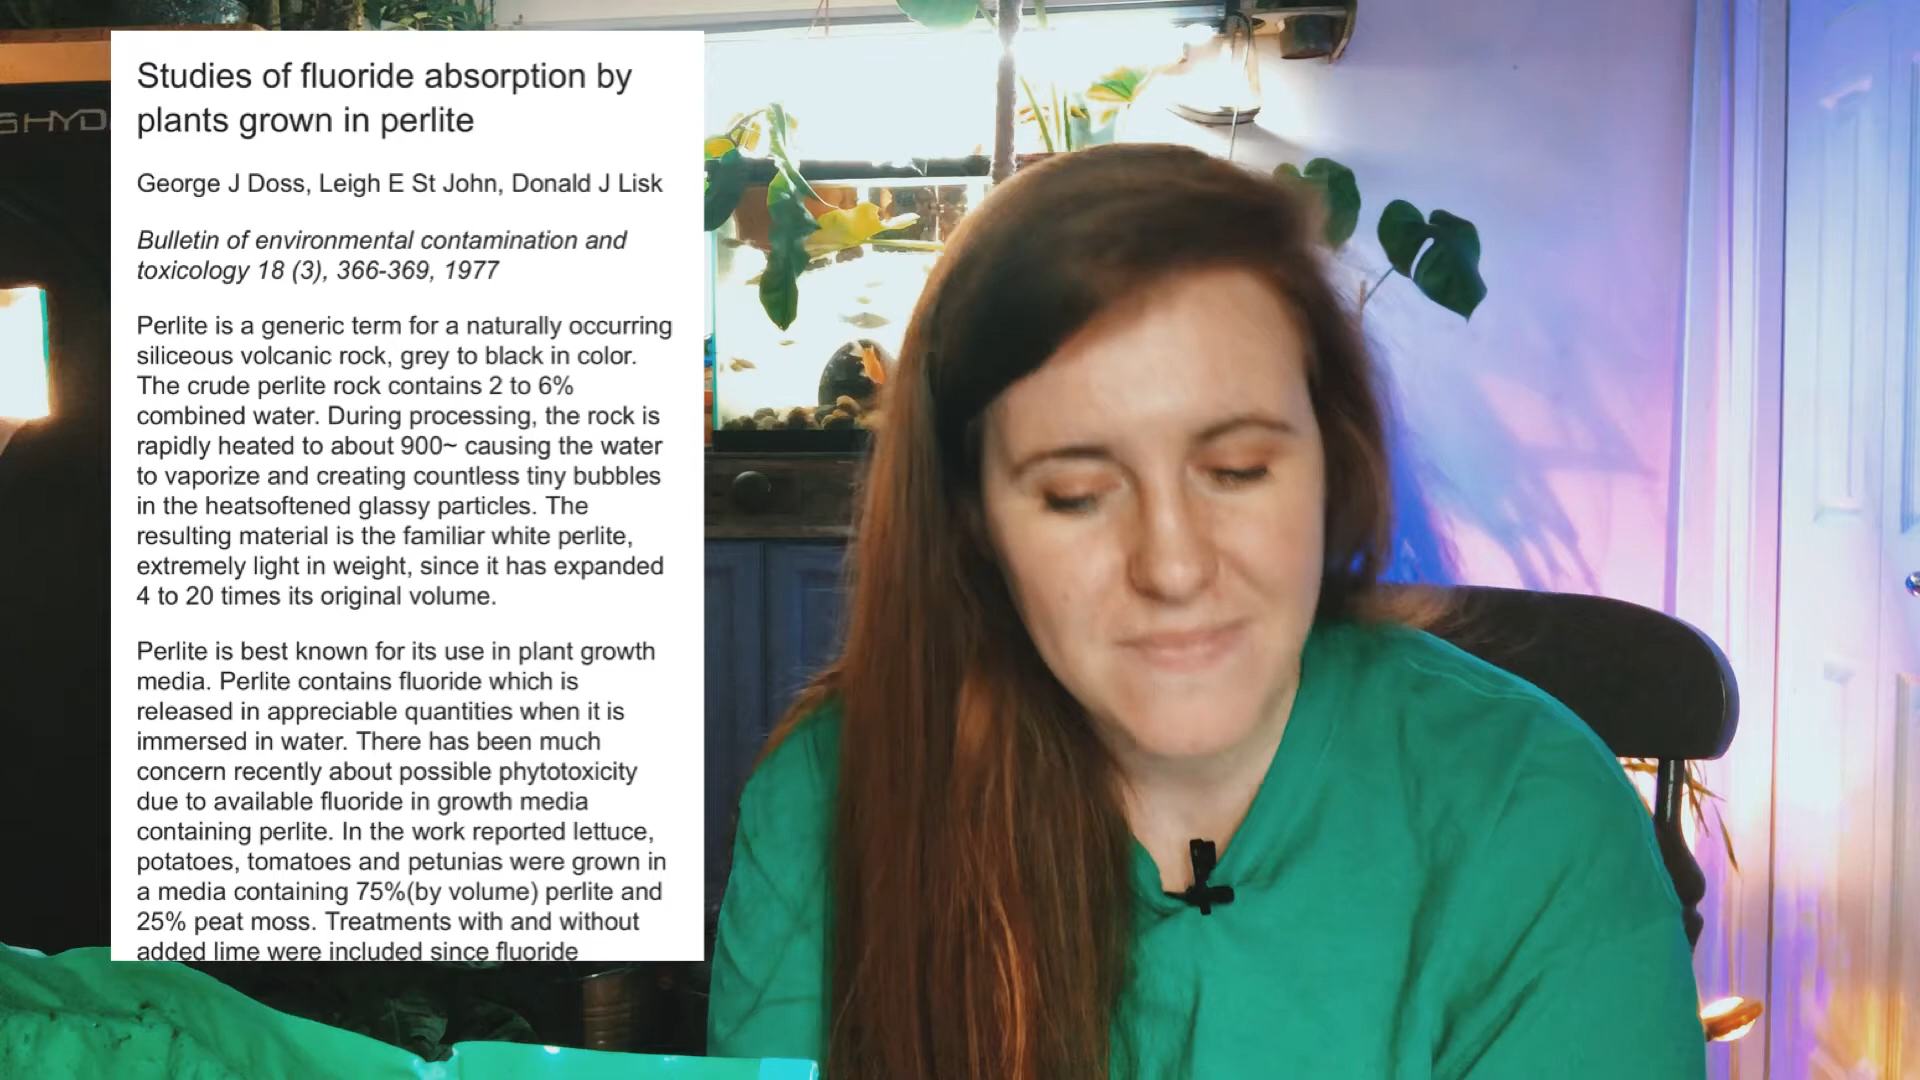 Studies of fluoride absorption by
plants grown in perlite
George J Doss, Leigh E St John, Donald J Lisk
Bulletin of environmental contamination and
toxicology 18 (3), 366-369, 1977
Perlite is a generic term for a naturally occurring
siliceous volcanic rock, grey to black in color.
The crude perlite rock contains 2 to 6%
combined water. During processing, the rock is
rapidly heated to about 900~ causing the water
to vaporize and creating countless tiny bubbles
in the heatsoftened glassy particles. The
resulting material is the familiar white perlite,
extremely light in weight, since it has expanded
4 to 20 times its original volume.
Perlite is best known for its use in plant growth
media. Perlite contains fluoride which is
released in appreciable quantities when it is
immersed in water. There has been much
concern recently about possible phytotoxicity
due to available fluoride in growth media
containing perlite. In the work reported lettuce,
potatoes, tomatoes and petunias were grown in
a media containing 75%(by volume) perlite and
25% peat moss. Treatments with and without
added lime were included since fluoride